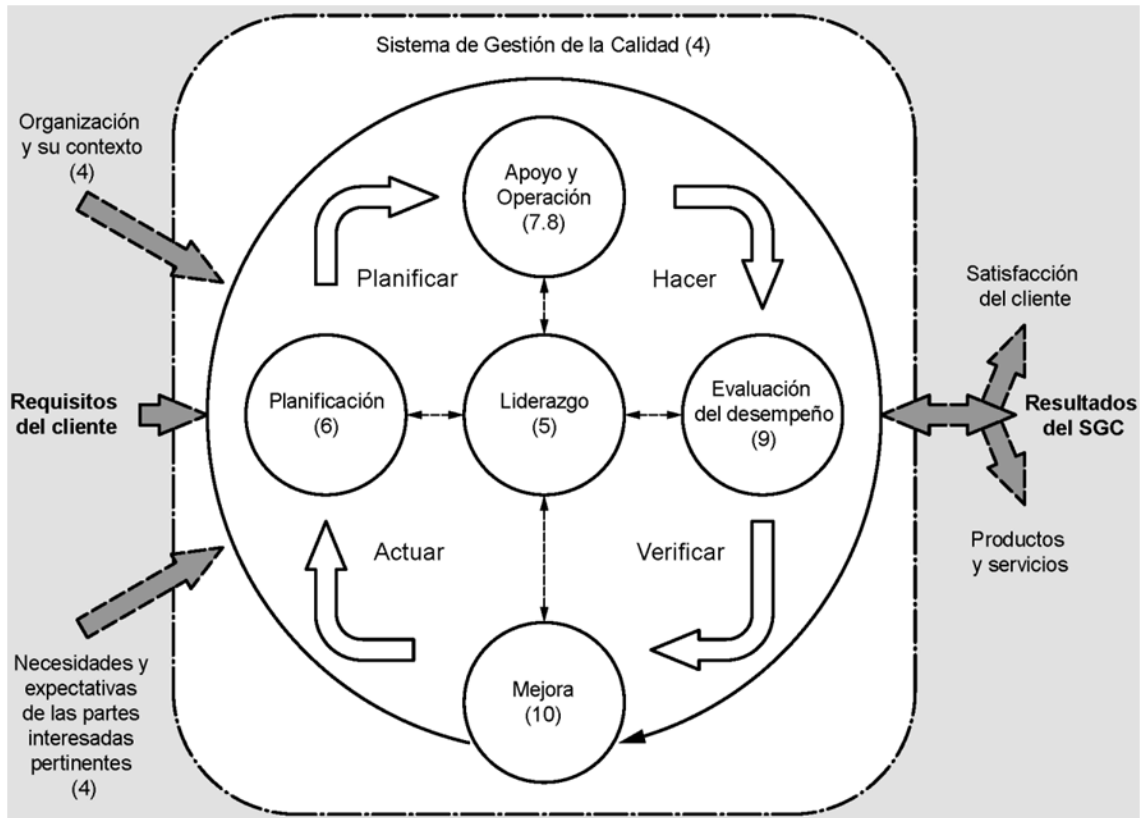 Sistema de Gestión de la Calidad (4)
Organización
y su contexto
(4)
Apoyo y
Operación
(7.8)
Planificar
Hacer
Satisfacción
del cliente
Requisitos
del cliente
Planificación
(6)
Liderazgo
(5)
Evaluación
del desempeño
(9)
Resultados
del SGC
Actuar
Verificar
Productos
y servicios
Necesidades y
expectativas
de las partes
interesadas
pertinentes
(4)
Mejora
(10)